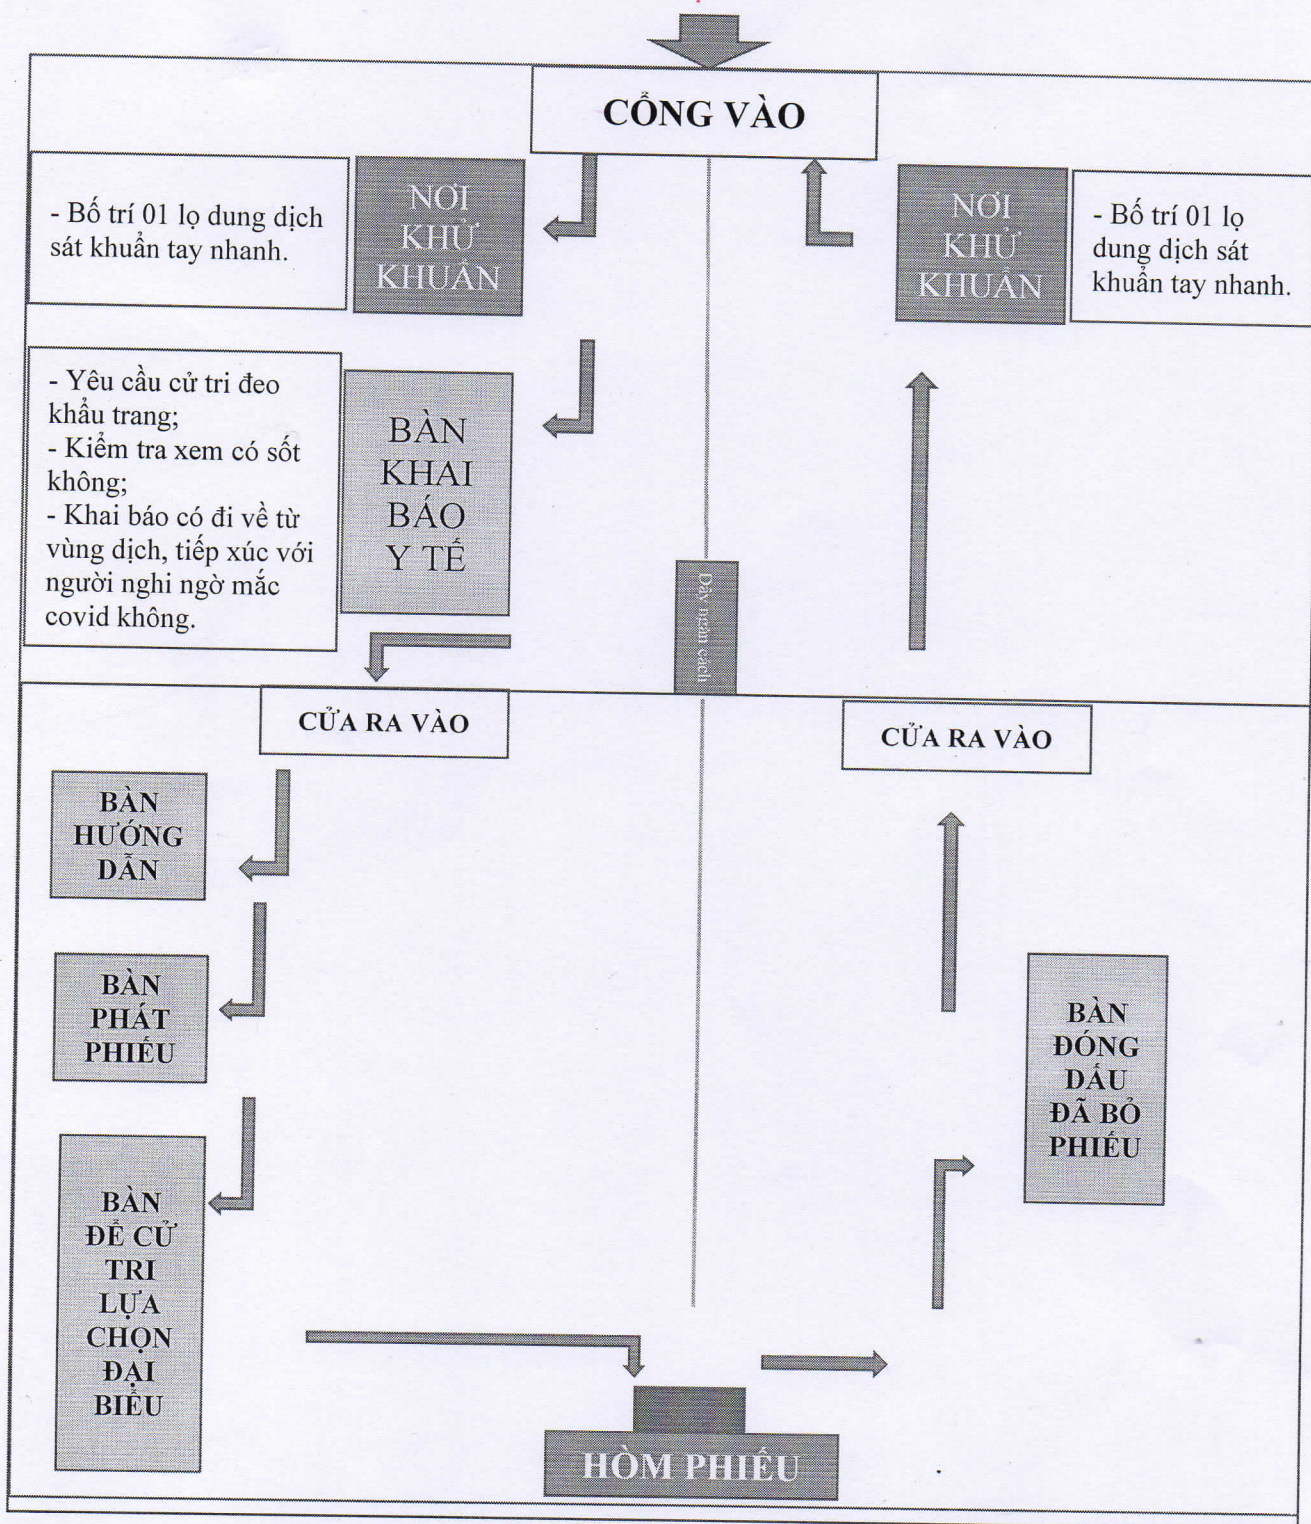 CỔNG VÀO
- Bố trí 01 lọ dung dịch
sát khuẩn tay nhanh.
NƠI
KHỬ
KHUẨN
NƠI
KHỬ
KHUẨN
- Bố trí 01 lọ
dung dịch sát
khuẩn tay nhanh.
- Yêu cầu cử tri đeo
khẩu trang;
- Kiểm tra xem có sốt
không;
- Khai báo có đi về từ
vùng dịch, tiếp xúc với
người nghi ngờ mắc
covid không.
BÀN
KHAI
BÁO
Y TẾ
Dây ngăn cách
CỬA RA VÀO
CỬA RA VÀO
BÀN
HƯỚNG
DẪN
BÀN
PHÁT
PHIẾU
BÀN
ĐÓNG
DẤU
ĐÃ BỎ
PHIẾU
BÀN
ĐỂ CỬ
TRI
LỰA
CHỌN
ĐẠI
BIỂU
HÒM PHIẾU